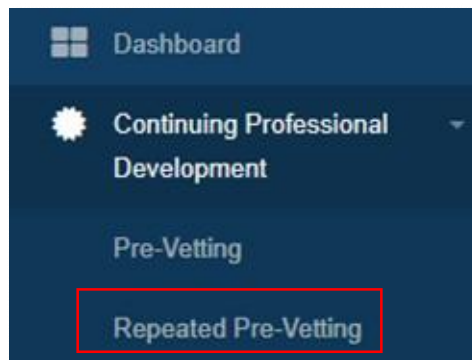 Dashboard
Continuing Professional
Development
Pre-Vetting
Repeated Pre-Vetting